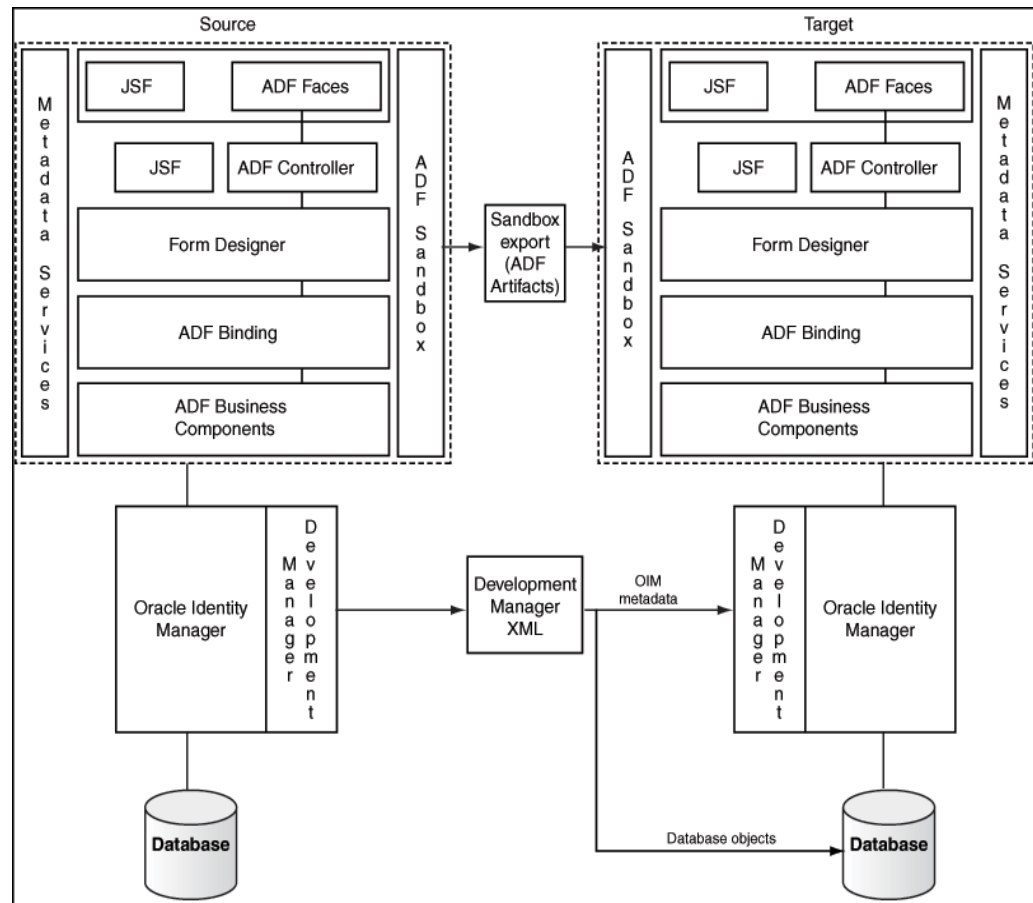 Source
Target
Metadata Services
JSF
ADF Faces
JSF
ADF Controller
Form Designer
ADF Binding
ADF Business
Components
ADF Sandbox
Sandbox
export
(ADF
Artifacts)
ADF Sandbox
JSF
ADF Faces
JSF
ADF Controller
Form Designer
ADF Binding
ADF Business
Components
Metadata Services
Oracle Identity
Manager
Development
Manager
Development
Manager
XML
OIM
metadata
Development
Manager
Oracle Identity
Manager
Database
Database objects
Database